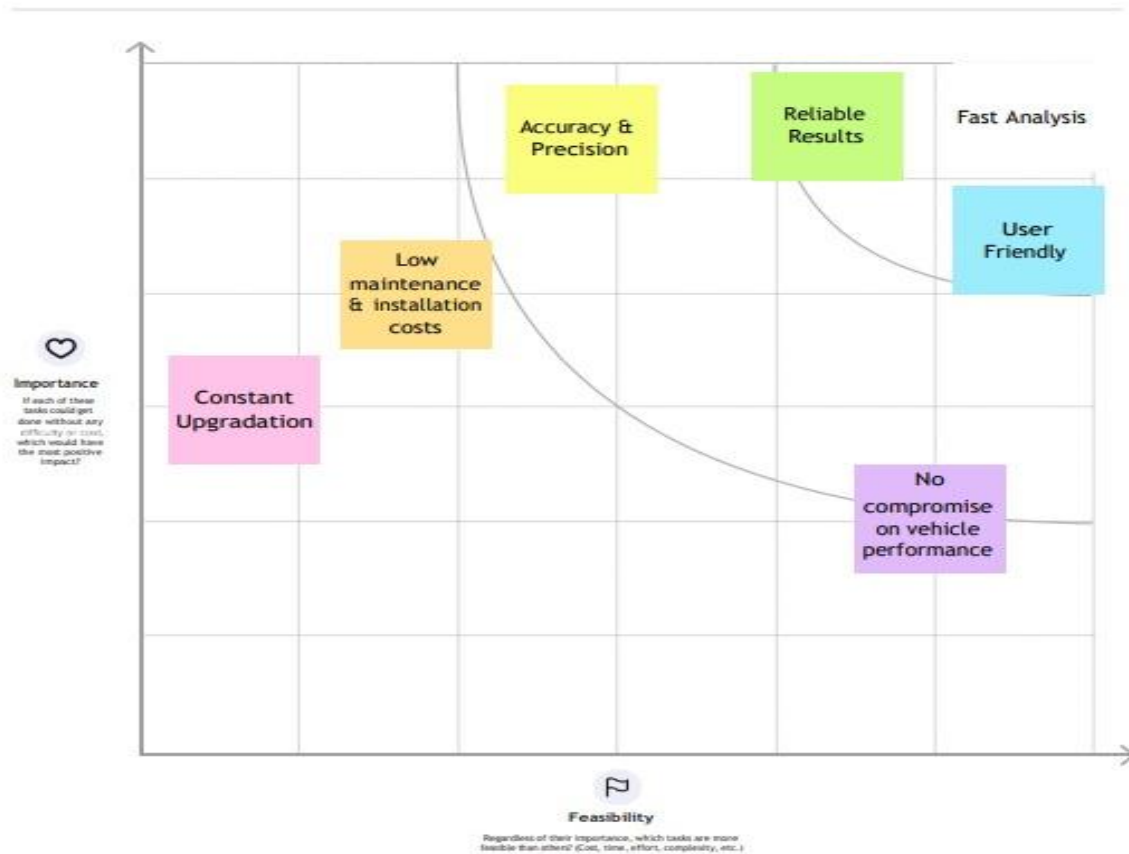 Accuracy &
Precision
Reliable
Results
Fast Analysis
User
Friendly
Low
maintenance
& installation
costs
Constant
Upgradation
No
compromise
on vehicle
performance
Importance
If each of these
tasks could get
done without any
difficulty or cost,
which would have
the most positive
impact?
Feasibility
Regardless of their importance, which tasks are more
feasible than others? (Cost, time, effort, complexity, etc.)